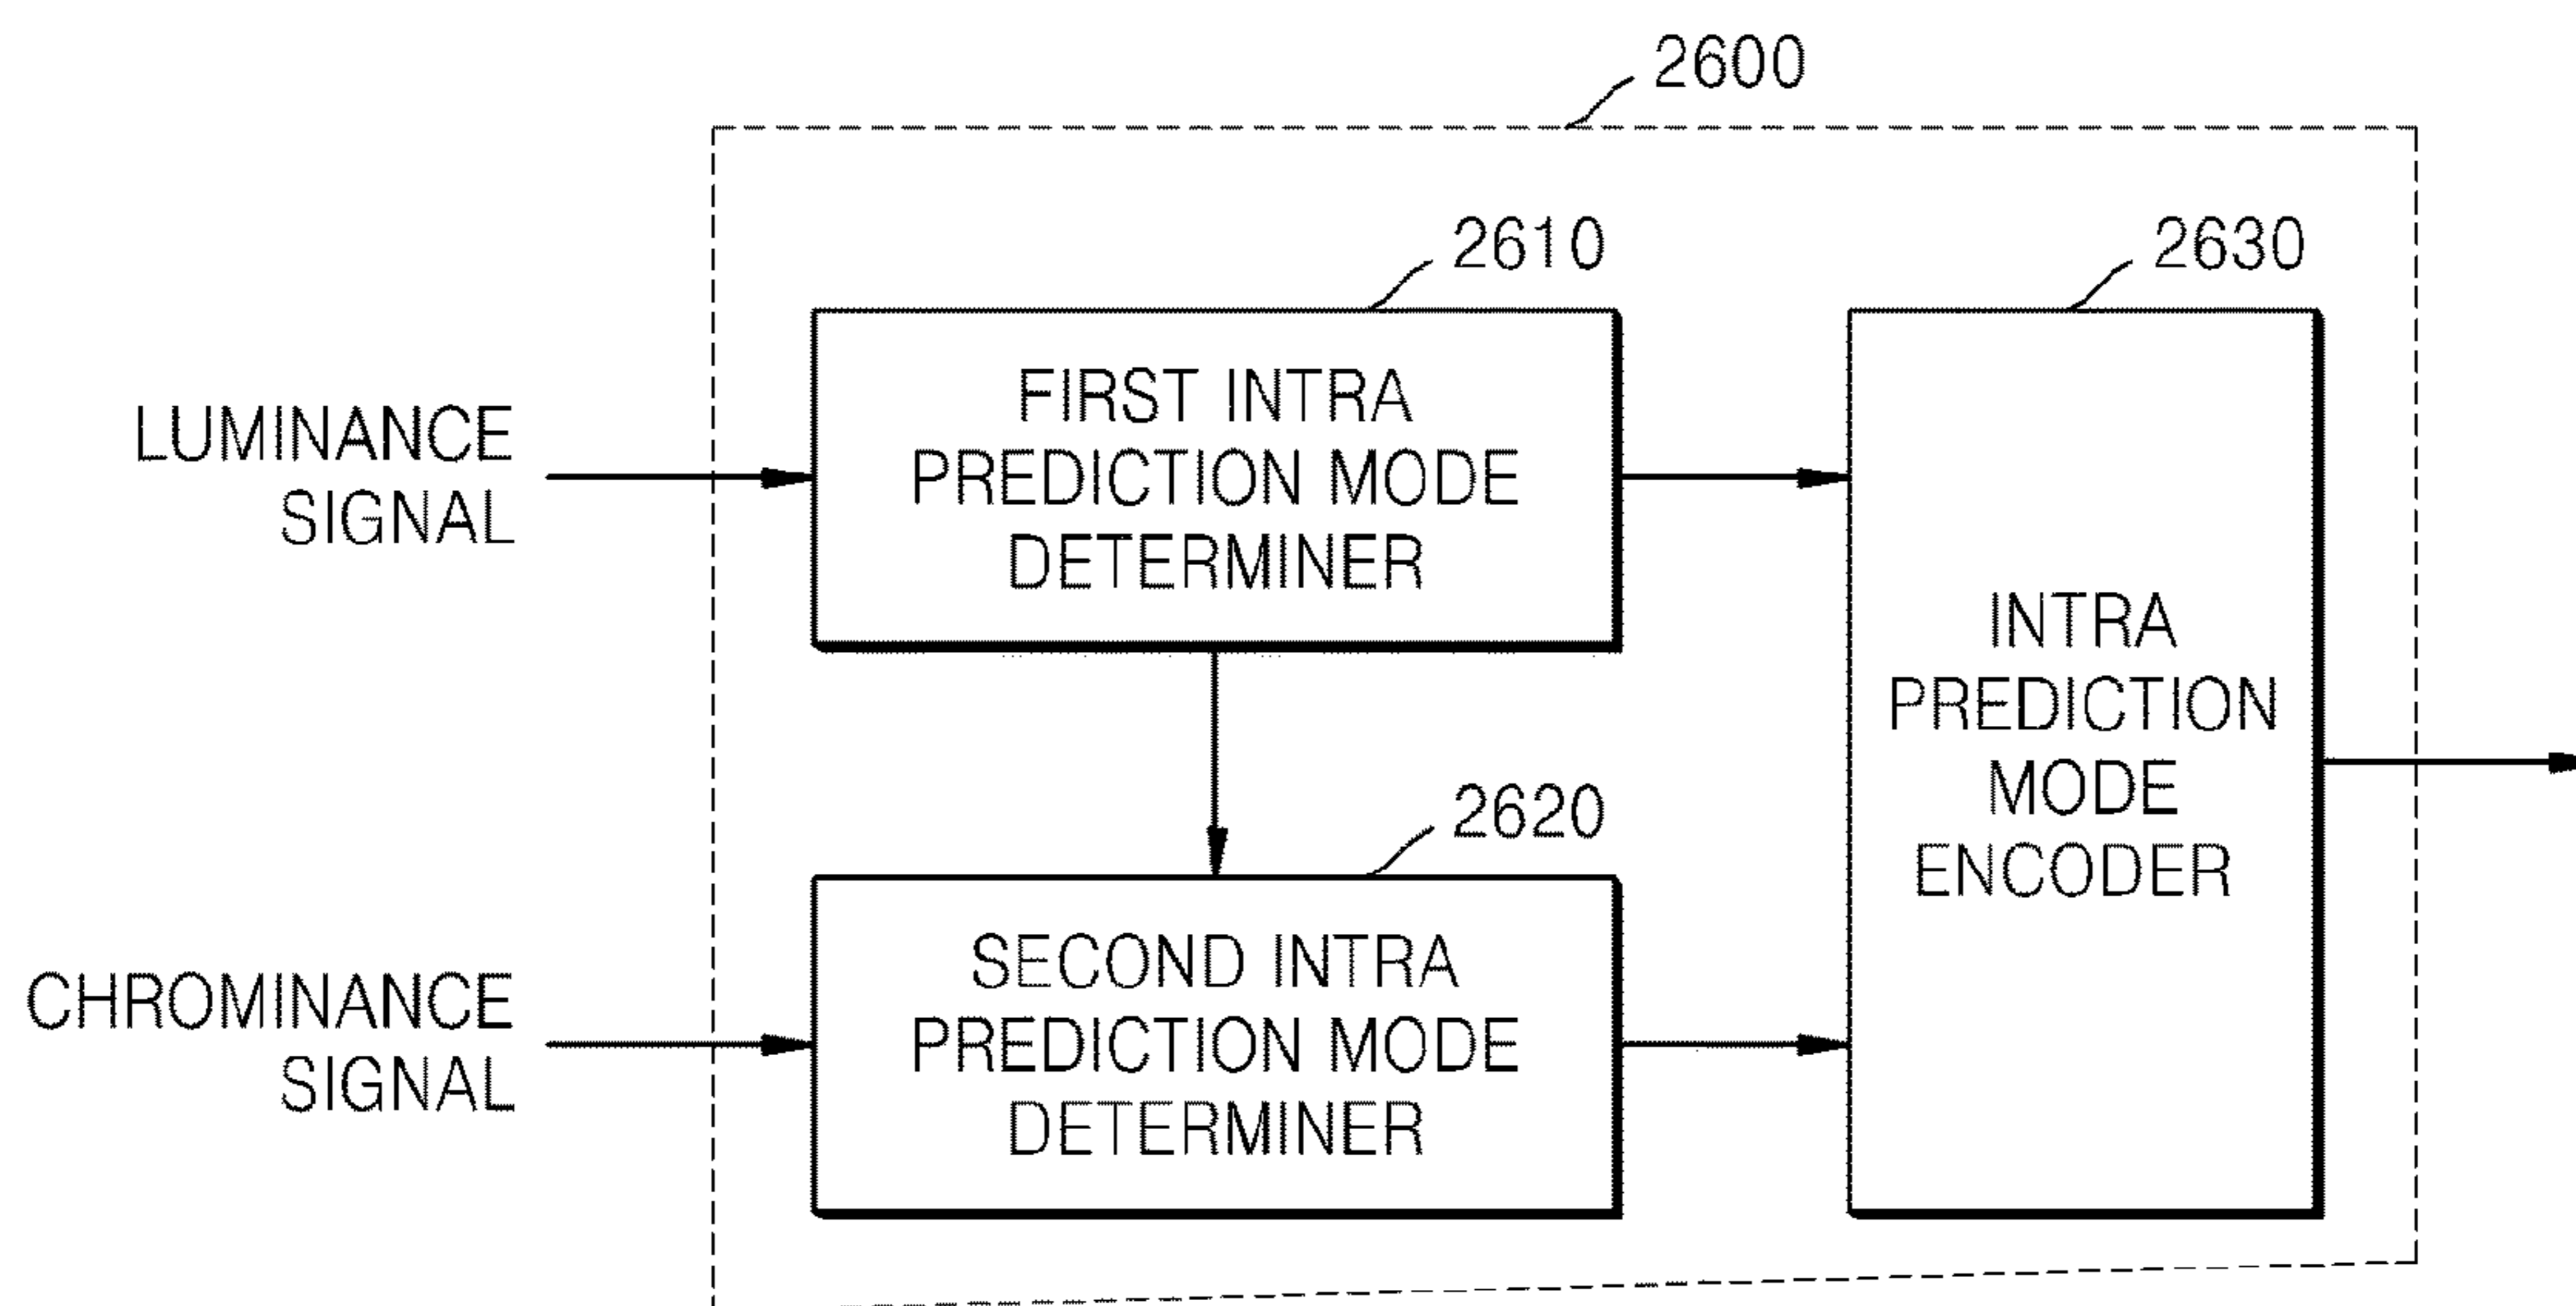 2600
2610
2630
FIRST INTRA
PREDICTION MODE
DETERMINER
LUMINANCE
SIGNAL
INTRA
PREDICTION
MODE
ENCODER
2620
SECOND INTRA
PREDICTION MODE
DETERMINER
CHROMINANCE
SIGNAL